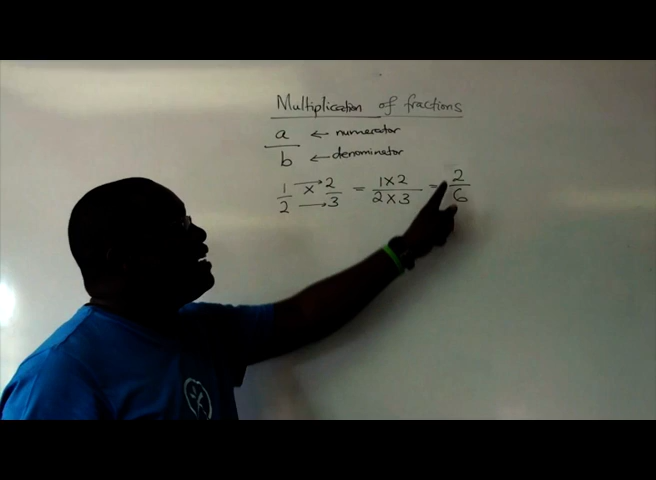 Multiplication of fractions
a ← numerator
b ← denominator
1/2 × 2/3 = 1×2/2×3 = 2/6